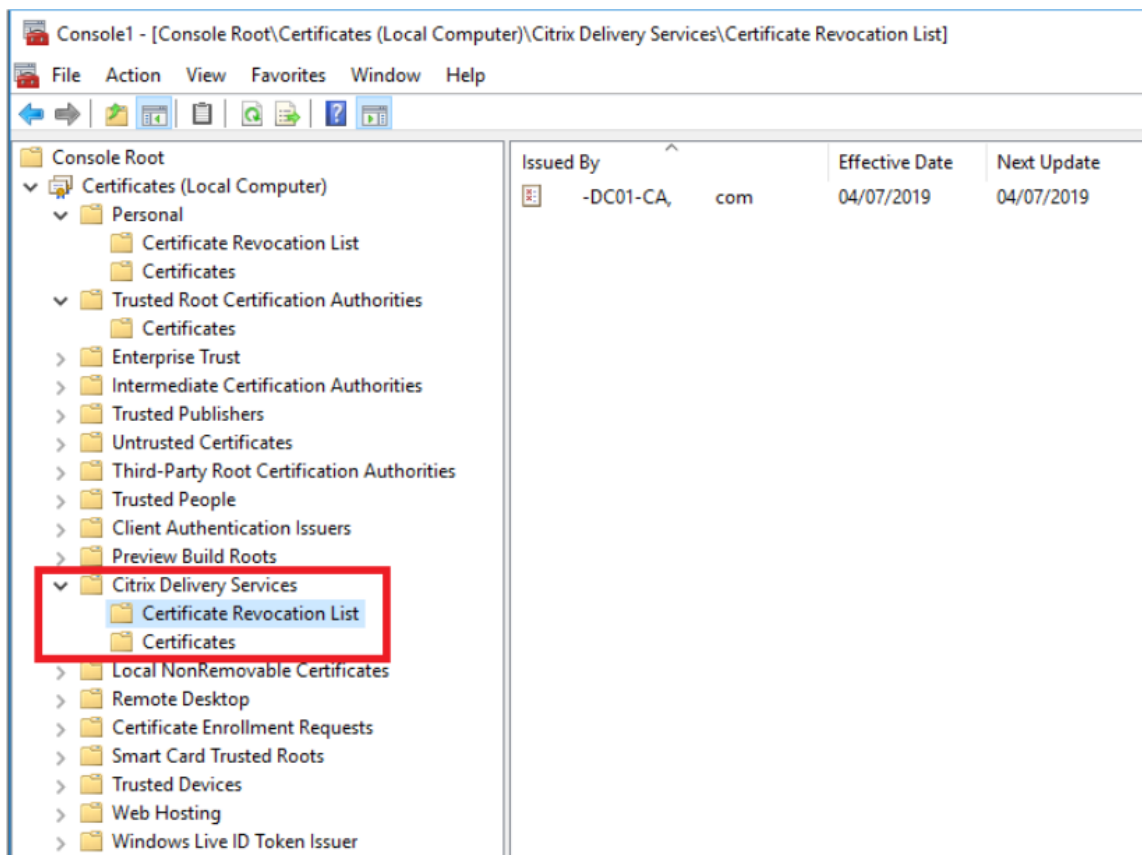 Console1 - [Console Root\Certificates (Local Computer)\Citrix Delivery Services\Certificate Revocation List]
File Action View Favorites Window Help
Console Root
Certificates (Local Computer)
Personal
Certificate Revocation List
Certificates
Trusted Root Certification Authorities
Certificates
Enterprise Trust
Intermediate Certification Authorities
Trusted Publishers
Untrusted Certificates
Third-Party Root Certification Authorities
Trusted People
Client Authentication Issuers
Preview Build Roots
Citrix Delivery Services
Certificate Revocation List
Certificates
Local NonRemovable Certificates
Remote Desktop
Certificate Enrollment Requests
Smart Card Trusted Roots
Trusted Devices
Web Hosting
Windows Live ID Token Issuer
Issued By Effective Date Next Update
-DC01-CA, com 04/07/2019 04/07/2019